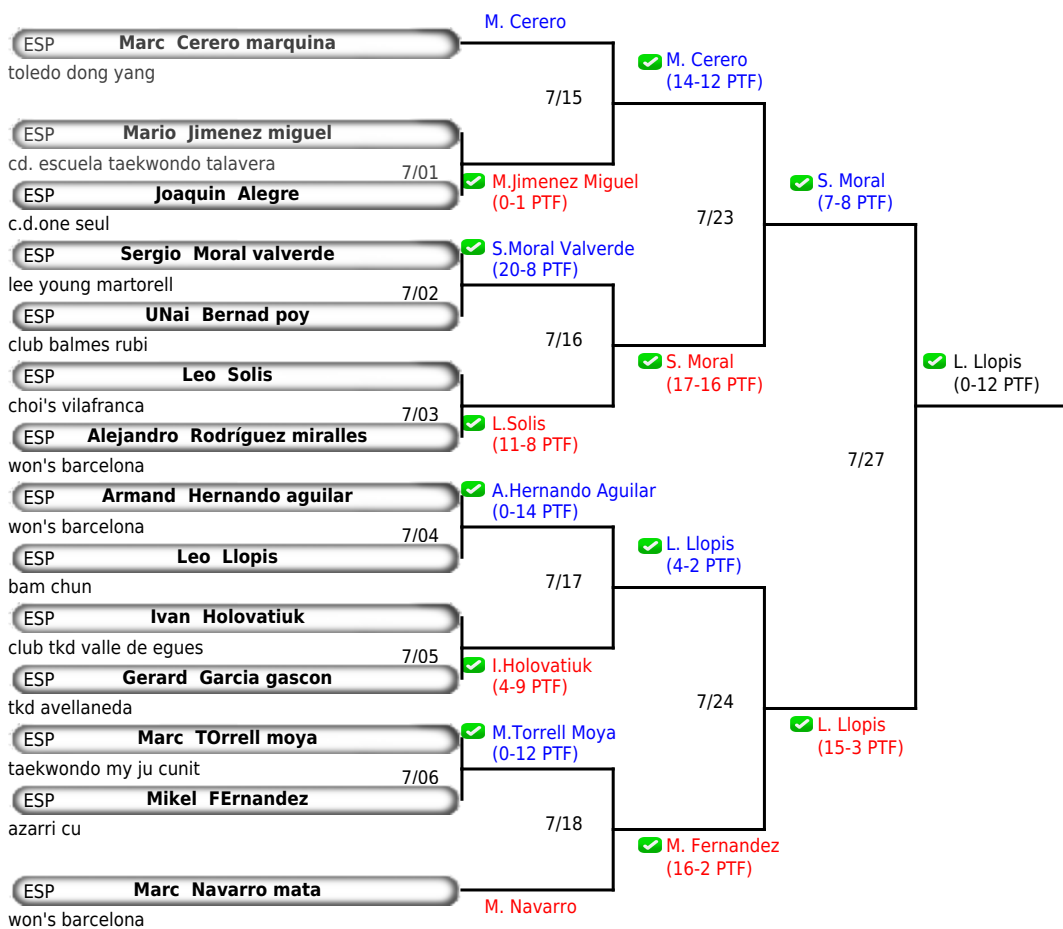 M. Cerero
ESP Marc Cerero marquina
toledo dong yang
M. Cerero
(14-12 PTF)
7/15
ESP Mario Jimenez miguel
cd. escuela taekwondo talavera
7/01
ESP Joaquin Alegre
c.d.one seul
M.Jimenez Miguel
(0-1 PTF)
S. Moral
(7-8 PTF)
7/23
ESP Sergio Moral valverde
lee young martorell
S.Moral Valverde
(20-8 PTF)
7/02
ESP UNai Bernad poy
club balmes rubi
7/16
ESP Leo Solis
choi's vilafranca
S. Moral
(17-16 PTF)
L. Llopis
(0-12 PTF)
7/03
ESP Alejandro Rodríguez miralles
won's barcelona
L.Solis
(11-8 PTF)
7/27
ESP Armand Hernando aguilar
won's barcelona
A.Hernando Aguilar
(0-14 PTF)
7/04
ESP Leo Llopis
bam chun
L. Llopis
(4-2 PTF)
7/17
ESP Ivan Holovatiuk
club tkd valle de egues
7/05
ESP Gerard Garcia gascon
tkd avellaneda
I.Holovatiuk
(4-9 PTF)
7/24
ESP Marc TOrrell moya
taekwondo my ju cunit
M.Torrell Moya
(0-12 PTF)
L. Llopis
(15-3 PTF)
7/06
ESP Mikel FErnandez
azarri cu
7/18
M. Fernandez
(16-2 PTF)
ESP Marc Navarro mata
won's barcelona
M. Navarro